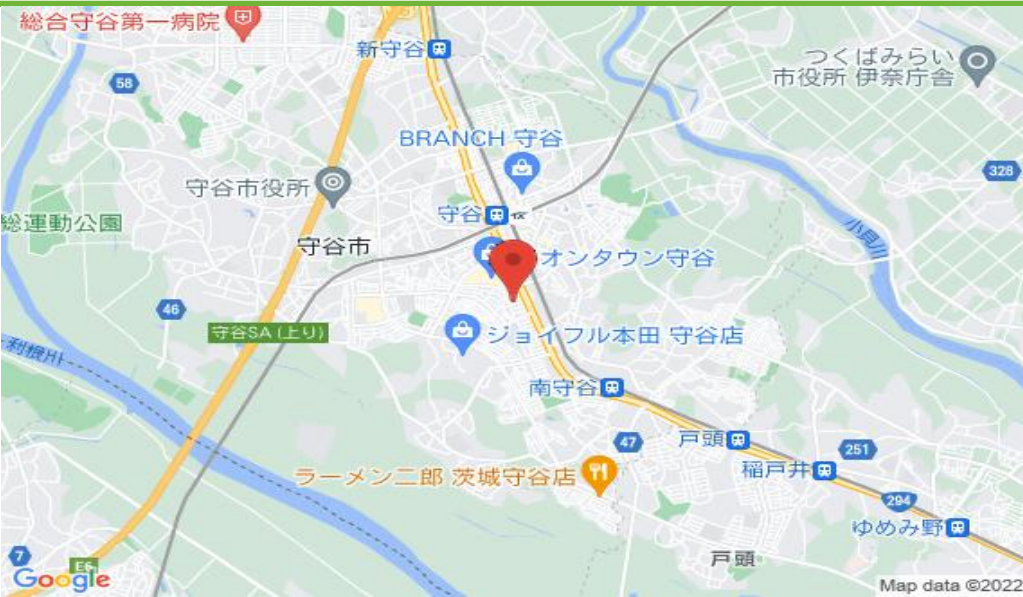 総合守谷第一病院
新守谷
つくばみらい
市役所 伊奈庁舎
58
BRANCH 守谷
328
守谷市役所
守谷
総運動公園
守谷市
小貝川
オンタウン守谷
46
守谷SA(上り)
ジョイフル本田 守谷店
利根川
南守谷
47
戸頭
251
稲戸井
ラーメン二郎 茨城守谷店
294
ゆめみ野
7
E6
戸頭
Google
Map data ©2022